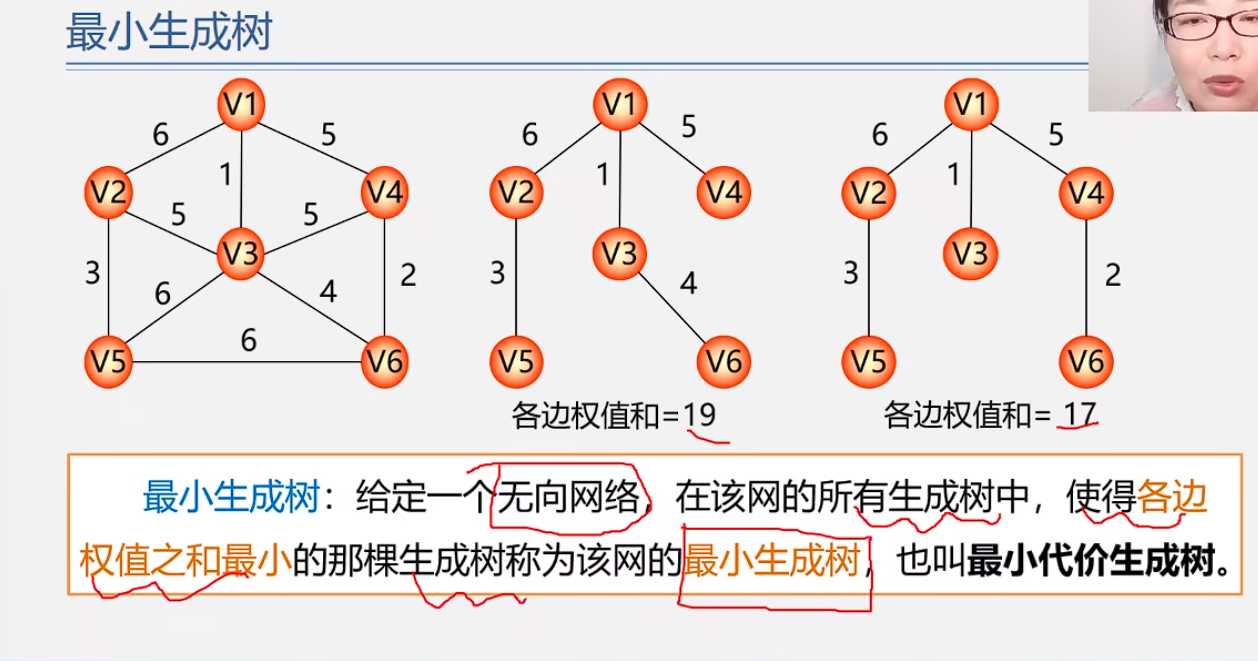 最小生成树
V1 V1 V1
6 5 6 5 6 5
1 1 1
V2 V4 V2 V4 V2 V4
5 5
V3 V3 V3
3 2 3 3 2
6 4 4
6
V5 V6 V5 V6 V5 V6
各边权值和=19 各边权值和= 17
最小生成树：给定一个无向网络，在该网的所有生成树中，使得各边
权值之和最小的那棵生成树称为该网的最小生成树，也叫最小代价生成树。